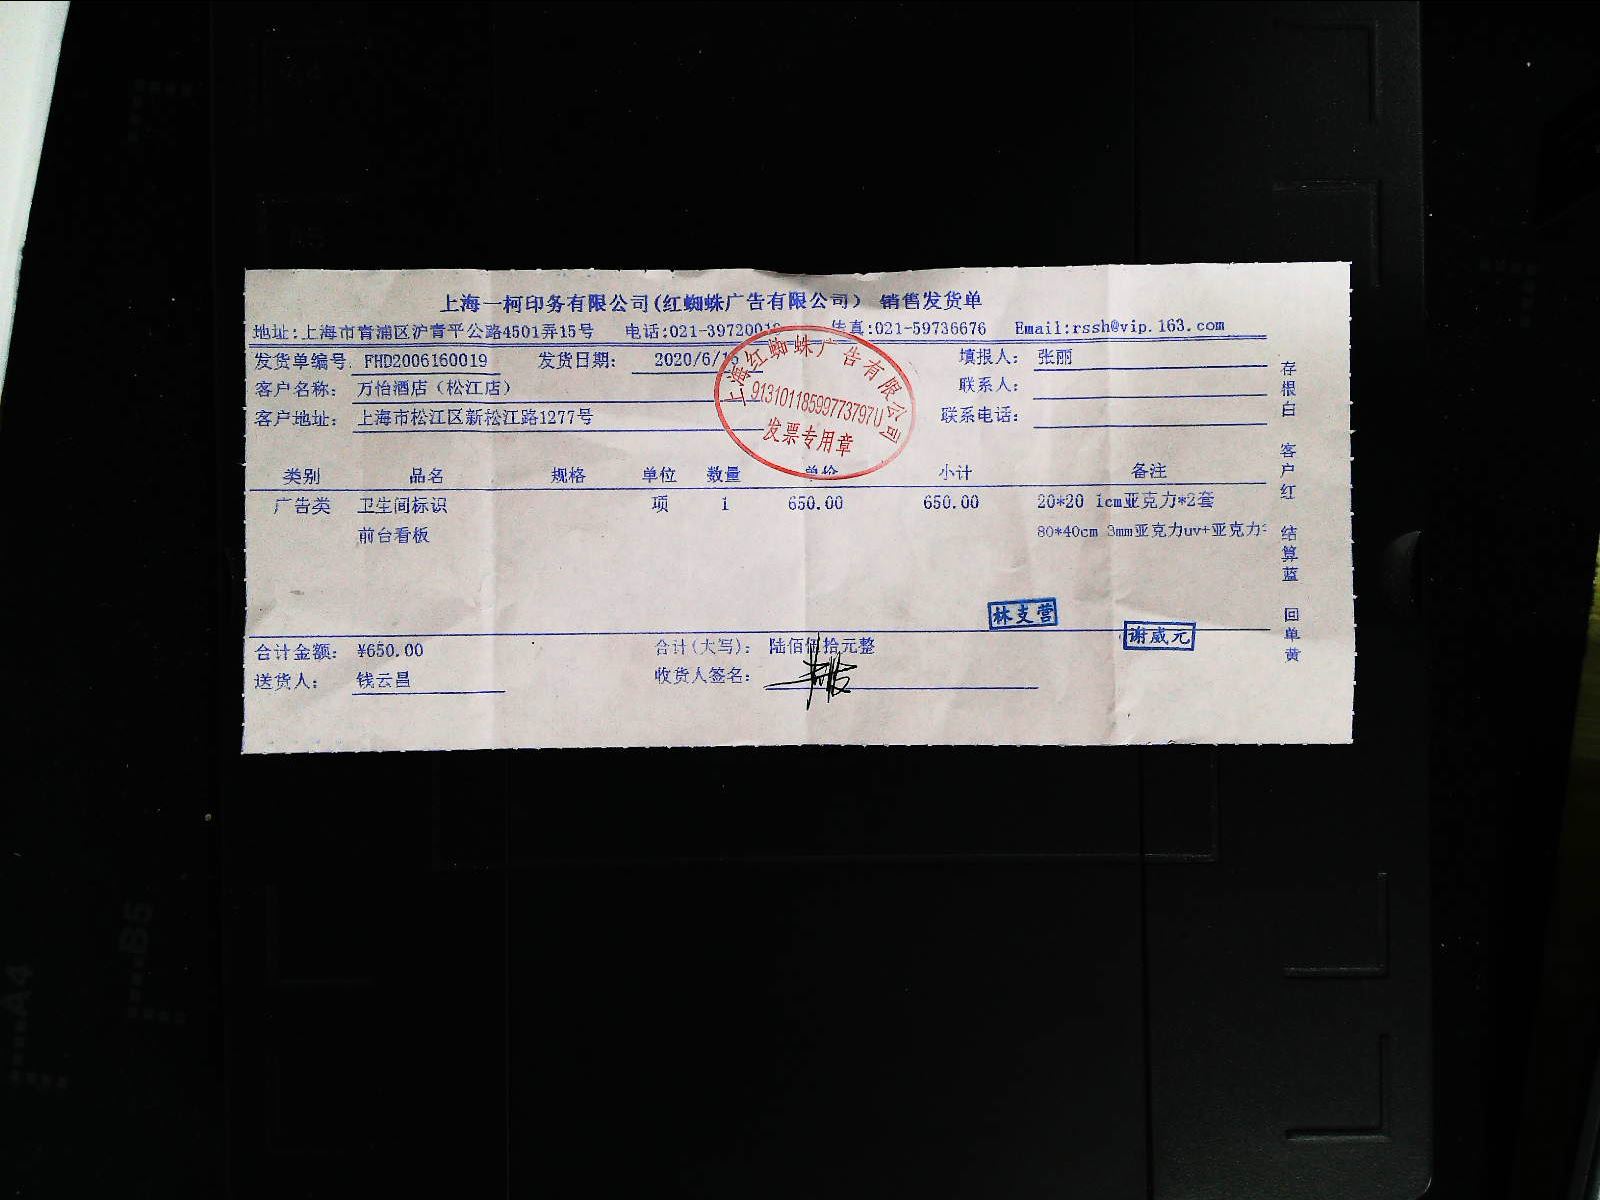 上海一柯印务有限公司(红蜘蛛广告有限公司) 销售发货单
地址:上海市青浦区沪青平公路4501弄15号 电话:021-39720019 传真:021-59736676 Email:rssh@vip.163.com
发货单编号: FHD2006160019 发货日期: 2020/6/16 填报人: 张丽
客户名称: 万怡酒店(松江店) 联系人:
客户地址: 上海市松江区新松江路1277号 联系电话:
上海红蜘蛛广告有限公司
91310118599773797U
发票专用章
类别 品名 规格 单位 数量 单价 小计 备注
广告类 卫生间标识 项 1 650.00 650.00 20*20 1cm亚克力*2套
前台看板 80*40cm 3mm亚克力uv+亚克力
林支营
谢威元
合计金额: ¥650.00 合计(大写): 陆佰伍拾元整
送货人: 钱云昌 收货人签名:
存根白 客户红 结算蓝 回单黄
A4
B5